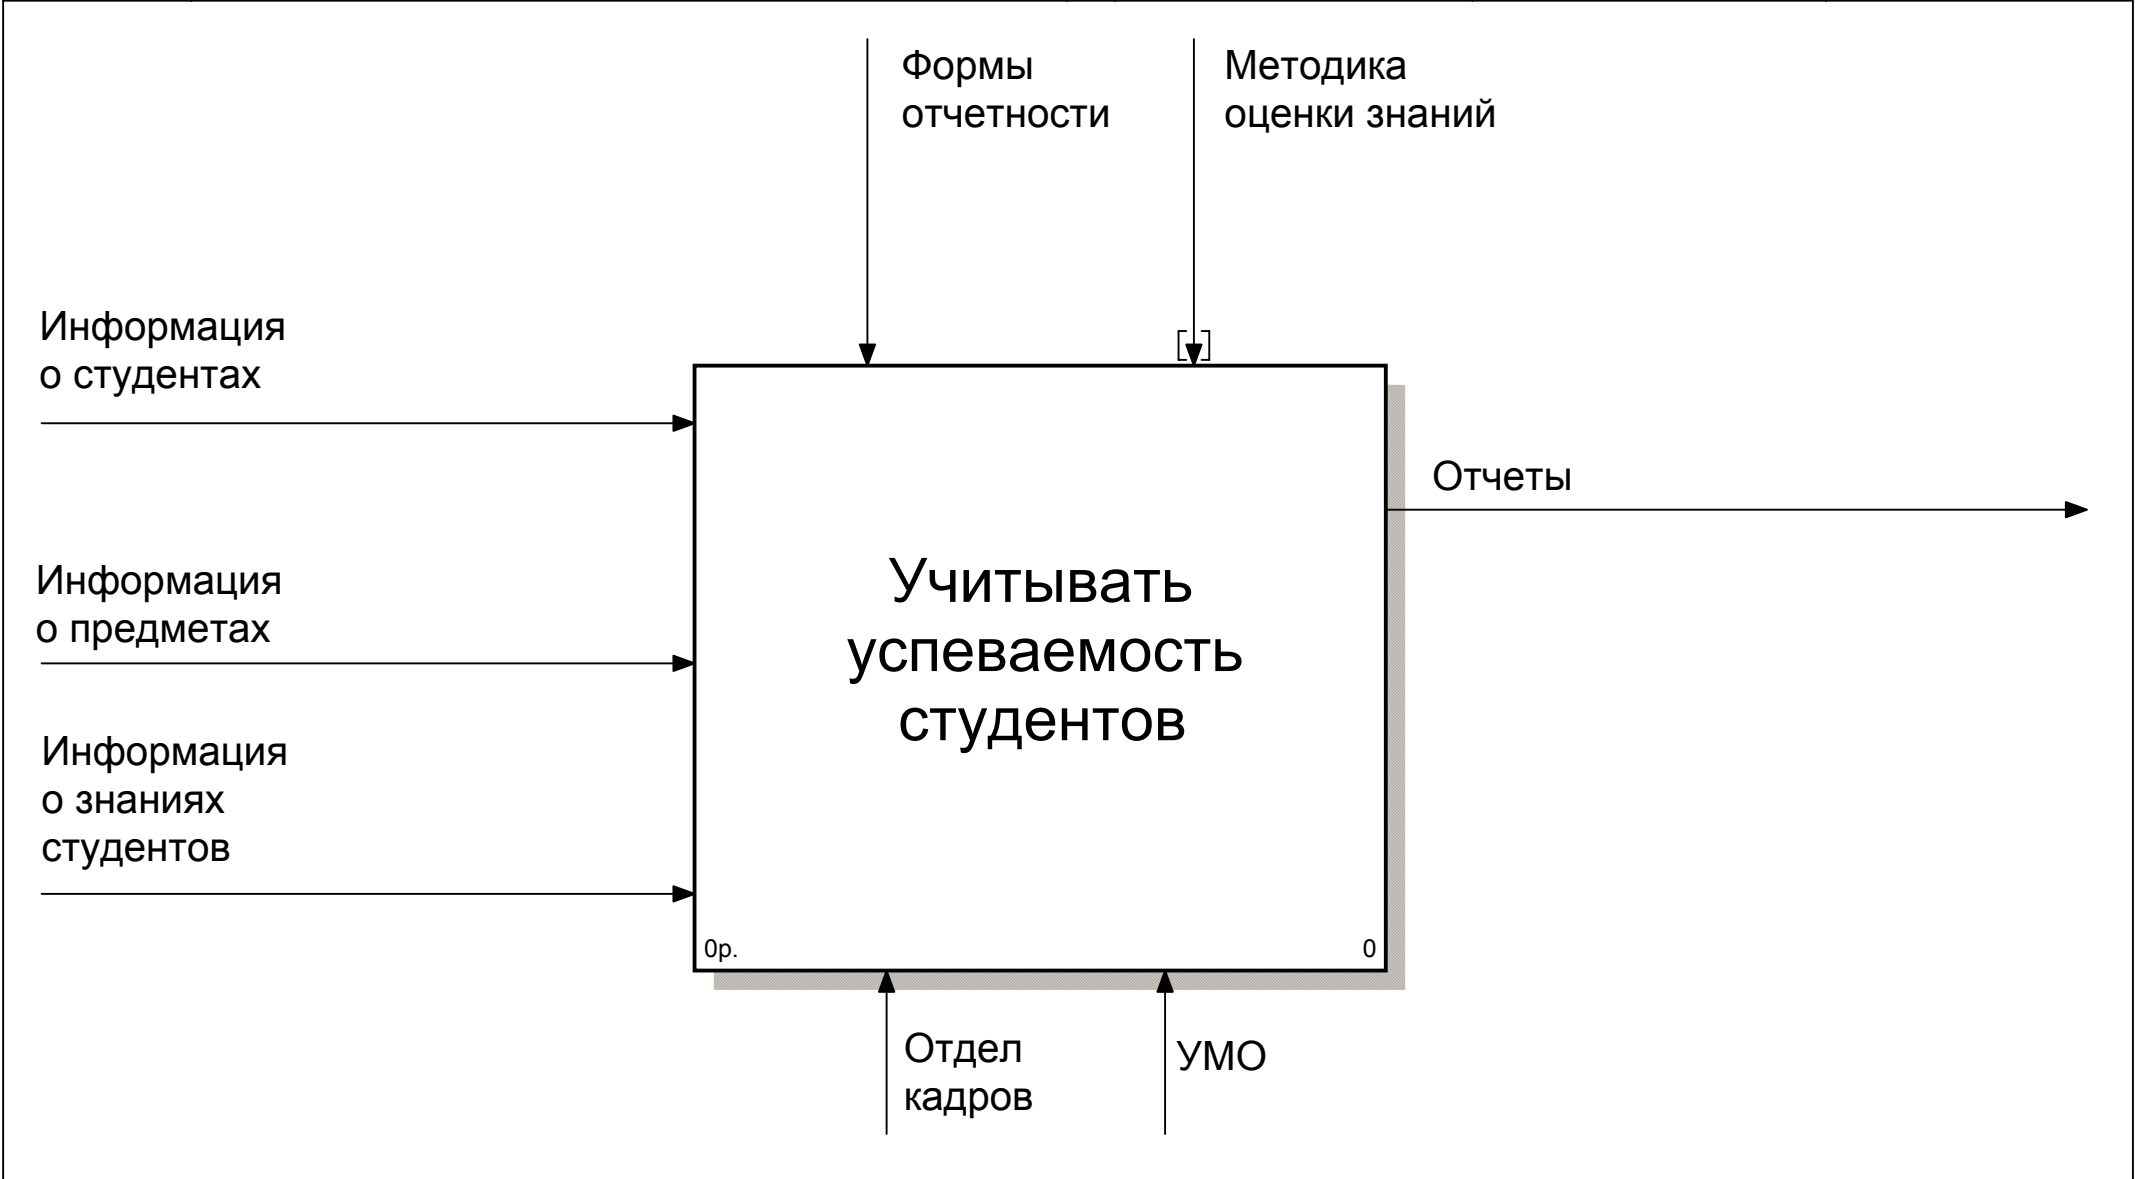 Формы
отчетности
Методика
оценки знаний
Информация
о студентах
Отчеты
Информация
о предметах
Учитывать
успеваемость
студентов
Информация
о знаниях
студентов
0р.
0
Отдел
кадров
УМО